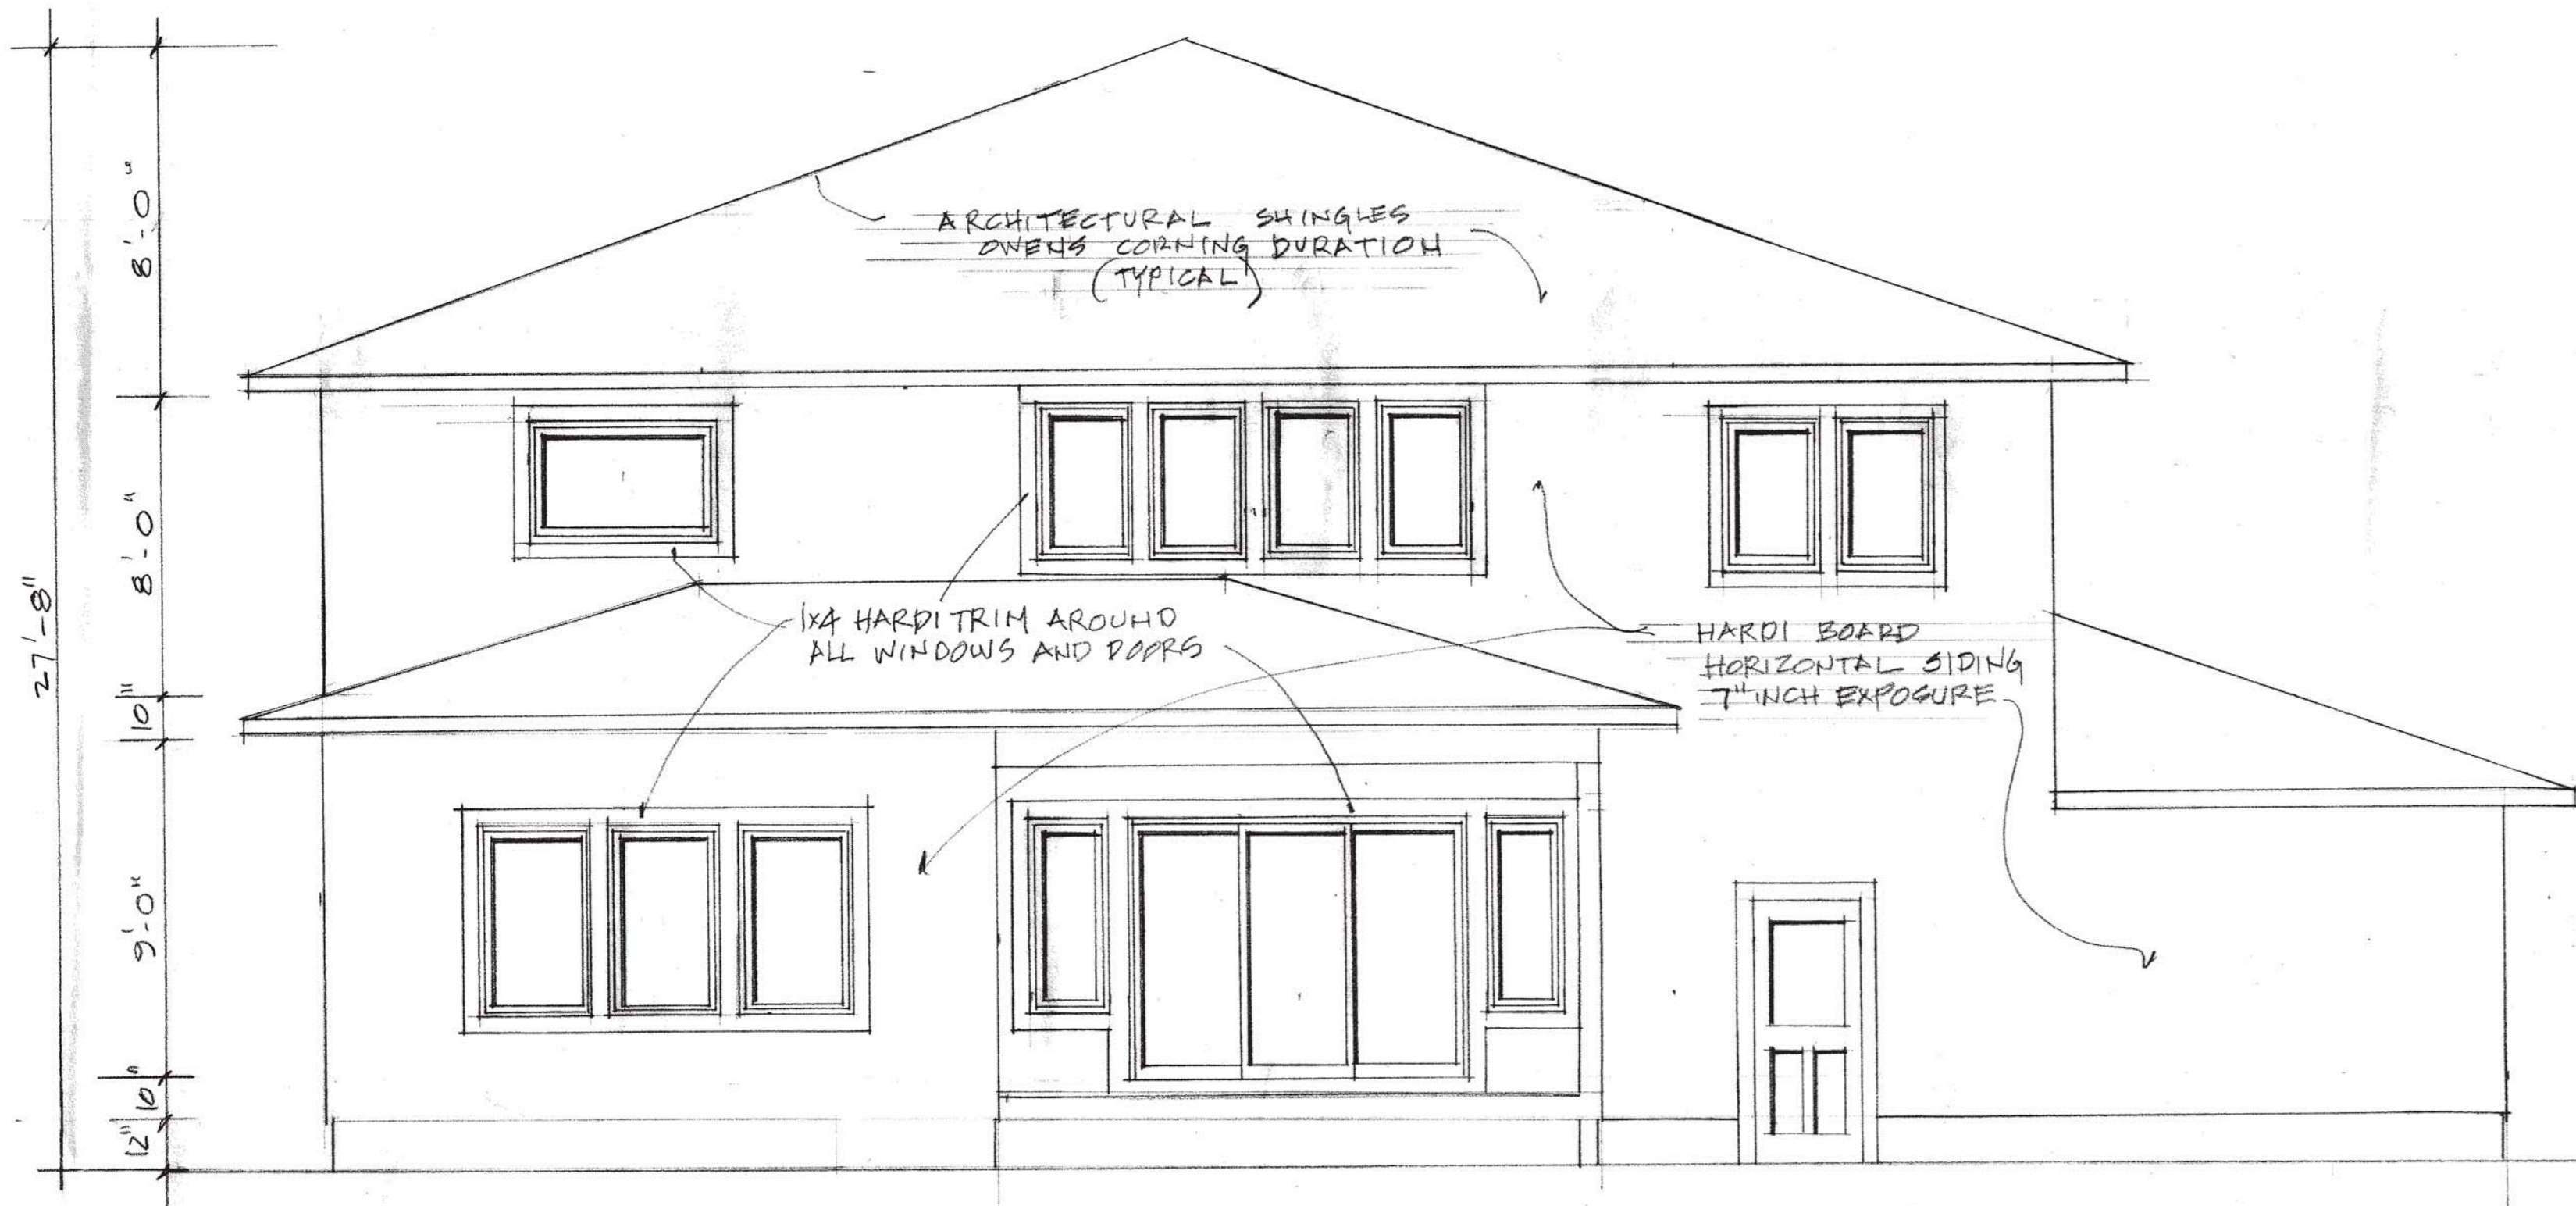 8'-0"
8'-0"
27'-8"
10"
9'-0"
10"
12"
ARCHITECTURAL SHINGLES
OWENS CORNING DURATION
(TYPICAL)
1x4 HARDI TRIM AROUND
ALL WINDOWS AND DOORS
HARDI BOARD
HORIZONTAL SIDING
7" INCH EXPOSURE